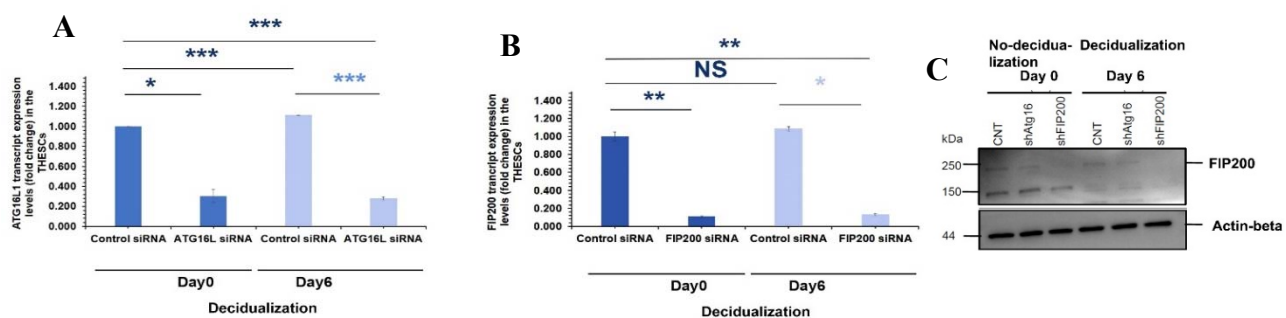 A
***
***
*
***
ATG16L1 transcript expression
levels (fold change) in the
THESCs
1.400
1.200
1.000
0.800
0.600
0.400
0.200
0.000
Control siRNA ATG16L siRNA Control siRNA ATG16L siRNA
Day0 Day6
Decidualization
B
**
NS
**
*
FIP200 trancript expression
levels (fold change) in the
THESCs
1.400
1.200
1.000
0.800
0.600
0.400
0.200
0.000
Control siRNA FIP200 siRNA Control siRNA FIP200 siRNA
Day0 Day6
Decidualization
C
No-decidua-
lization
Decidualization
Day 0 Day 6
kDa
CNT
shAtg16
shFIP200
CNT
shAtg16
shFIP200
250
150
FIP200
44
Actin-beta